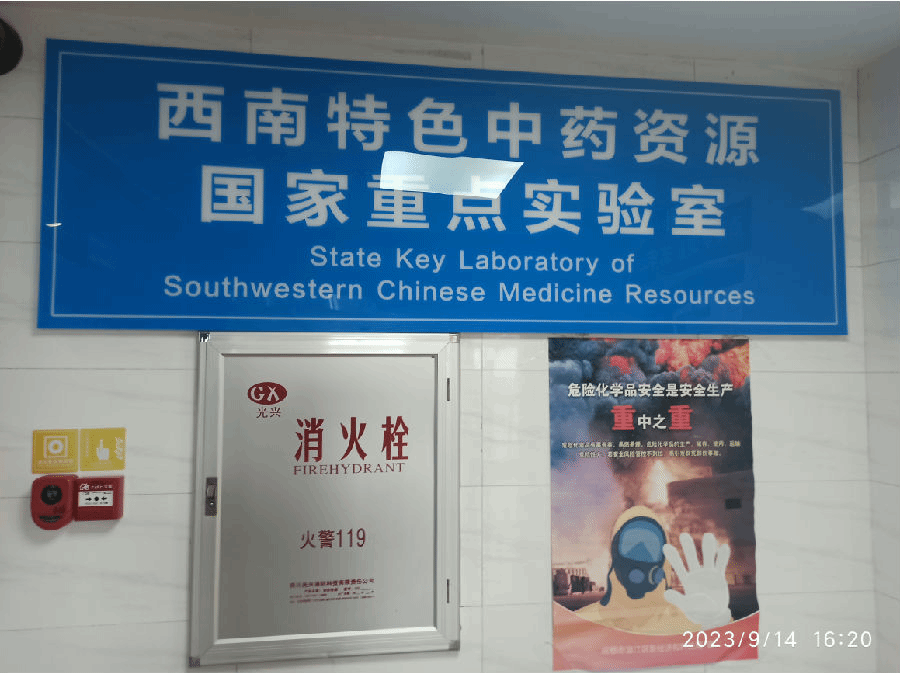 西南特色中药资源
国家重点实验室
State Key Laboratory of
Southwestern Chinese Medicine Resources
GX
光兴
消火栓
FIREHYDRANT
火警119
危险化学品安全是安全生产
重中之重
2023/9/14 16:20